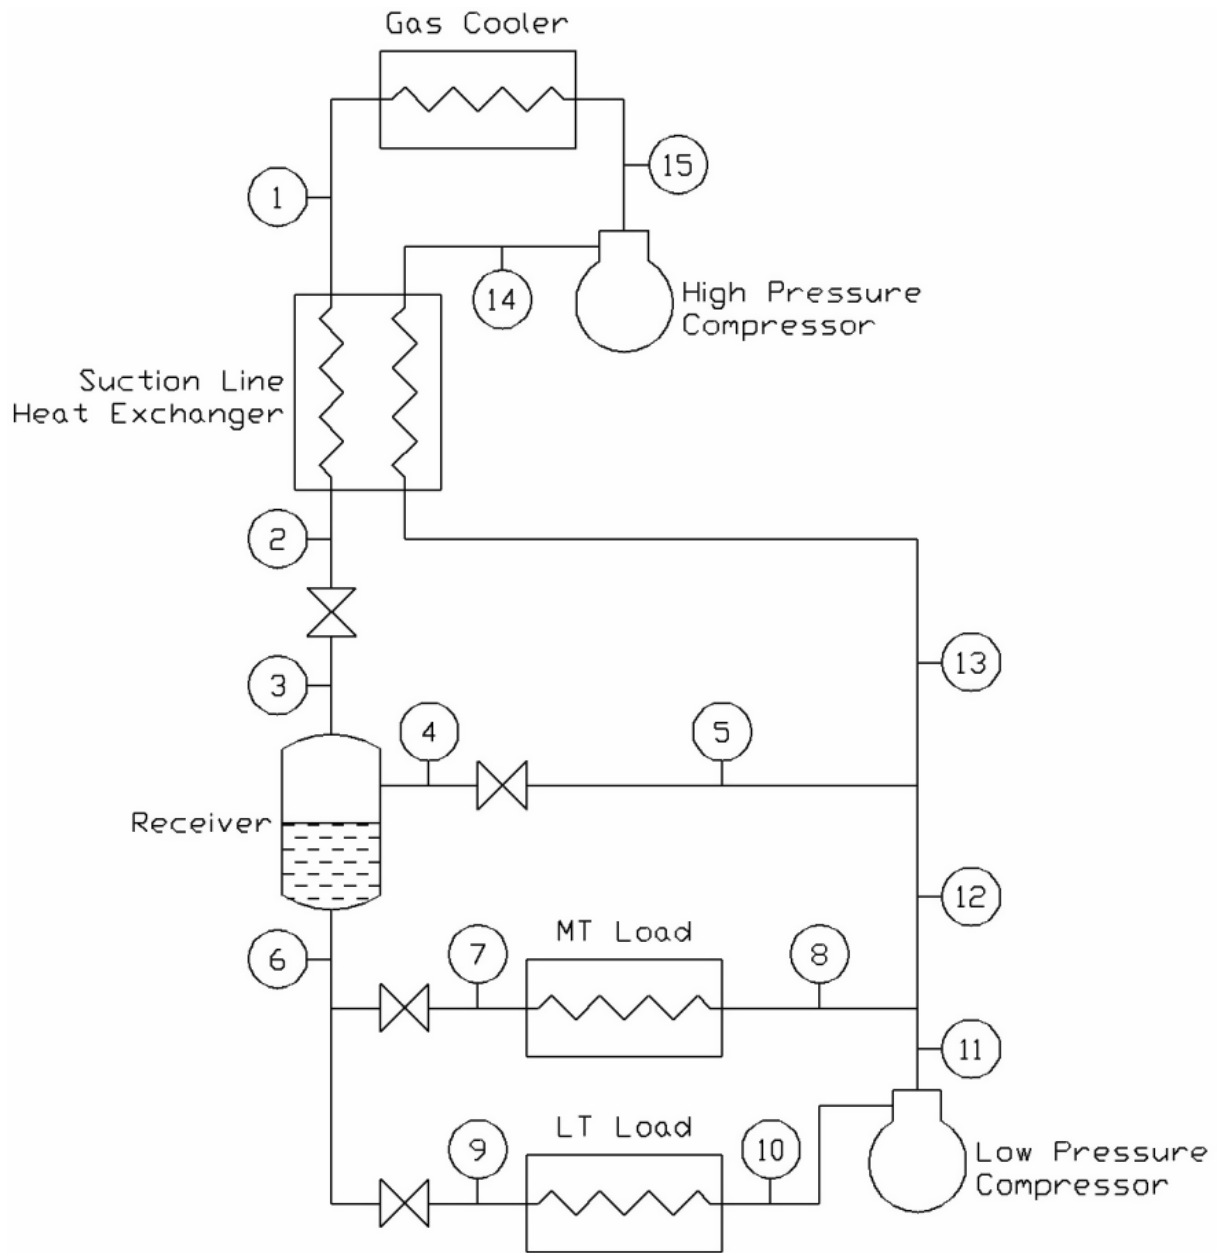 Gas Cooler
15
1
14
High Pressure
Compressor
Suction Line
Heat Exchanger
2
13
3
4
5
Receiver
12
MT Load
6
7
8
11
LT Load
9
10
Low Pressure
Compressor